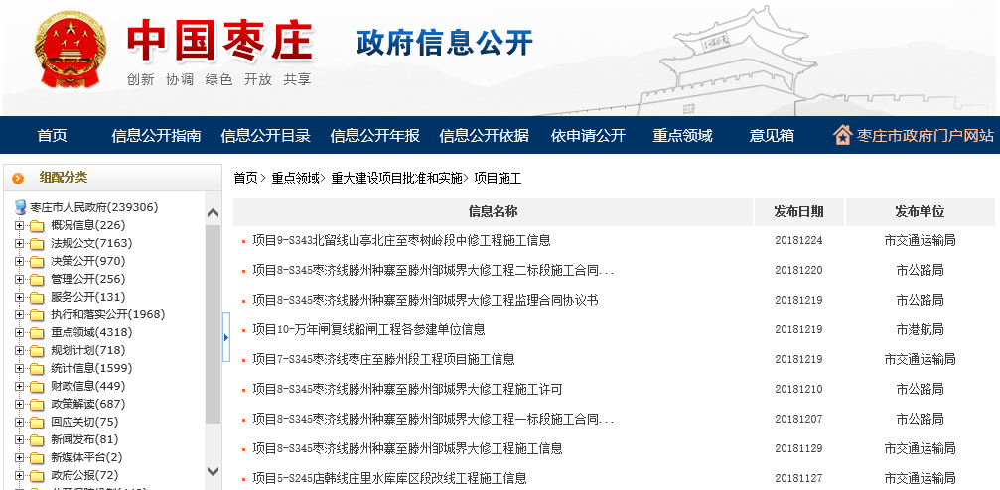 中国枣庄
政府信息公开
创新 协调 绿色 开放 共享
首页 信息公开指南 信息公开目录 信息公开年报 信息公开依据 依申请公开 重点领域 意见箱 枣庄市政府门户网站
组配分类
枣庄市人民政府(239306)
概况信息(226)
法规公文(7163)
决策公开(970)
管理公开(256)
服务公开(131)
执行和落实公开(1968)
重点领域(4318)
规划计划(718)
统计信息(1599)
财政信息(449)
政策解读(687)
回应关切(75)
新闻发布(81)
新媒体平台(2)
政府公报(72)
首页> 重点领域> 重大建设项目批准和实施> 项目施工
信息名称 发布日期 发布单位
项目9-S343北留线山亭北庄至枣树岭段中修工程施工信息 20181224 市交通运输局
项目8-S345枣济线滕州种寨至滕州邹城界大修工程二标段施工合同... 20181220 市公路局
项目8-S345枣济线滕州种寨至滕州邹城界大修工程监理合同协议书 20181219 市公路局
项目10-万年闸复线船闸工程各参建单位信息 20181219 市港航局
项目7-S345枣济线枣庄至滕州段工程项目施工信息 20181219 市交通运输局
项目8-S345枣济线滕州种寨至滕州邹城界大修工程施工许可 20181210 市公路局
项目8-S345枣济线滕州种寨至滕州邹城界大修工程一标段施工合同... 20181207 市公路局
项目8-S345枣济线滕州种寨至滕州邹城界大修工程施工信息 20181129 市交通运输局
项目5-S245店韩线庄里水库库区段改线工程施工信息 20181127 市交通运输局